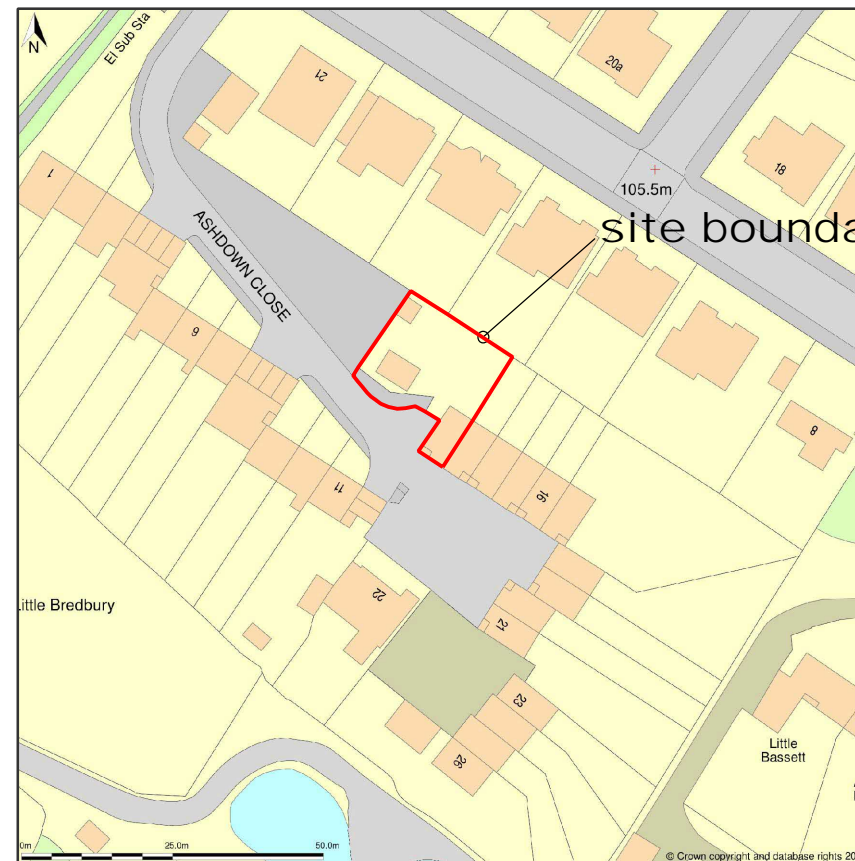 N
El Sub Sta
21
20a
18
105.5m
1
site bounda
ASHDOWN CLOSE
9
8
16
11
22
Little Bredbury
21
23
26
Little
Bassett
0m
25.0m
50.0m
© Crown copyright and database rights 20